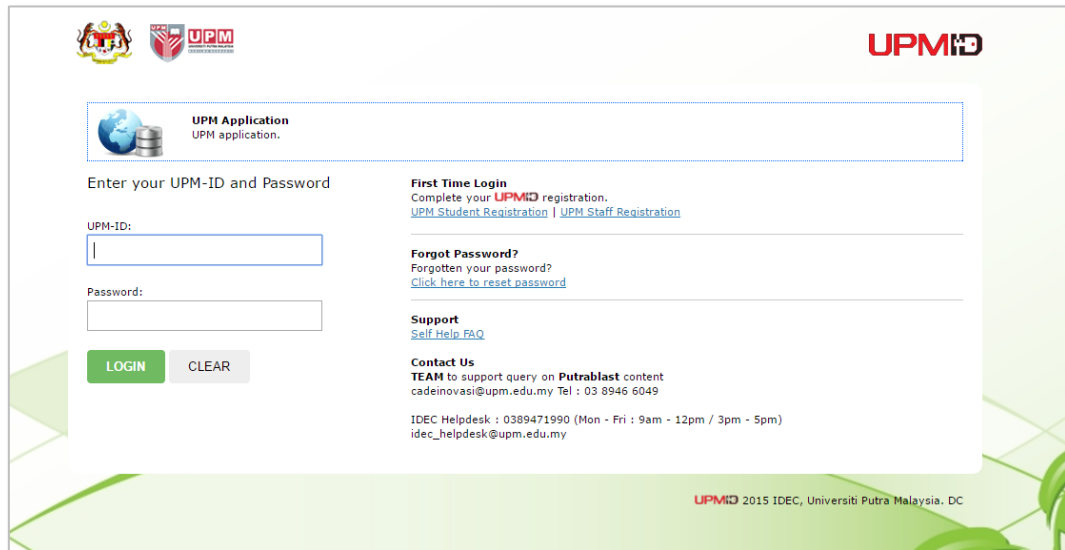 UPM
UPM
UNIVERSITI PUTRA MALAYSIA
UPMID
UPM Application
UPM application.
Enter your UPM-ID and Password
UPM-ID:
Password:
LOGIN CLEAR
First Time Login
Complete your UPMID registration.
UPM Student Registration | UPM Staff Registration
Forgot Password?
Forgotten your password?
Click here to reset password
Support
Self Help FAQ
Contact Us
TEAM to support query on Putrablast content
cadeinovasi@upm.edu.my Tel : 03 8946 6049
IDEC Helpdesk : 0389471990 (Mon - Fri : 9am - 12pm / 3pm - 5pm)
idec_helpdesk@upm.edu.my
UPMID 2015 IDEC, Universiti Putra Malaysia. DC